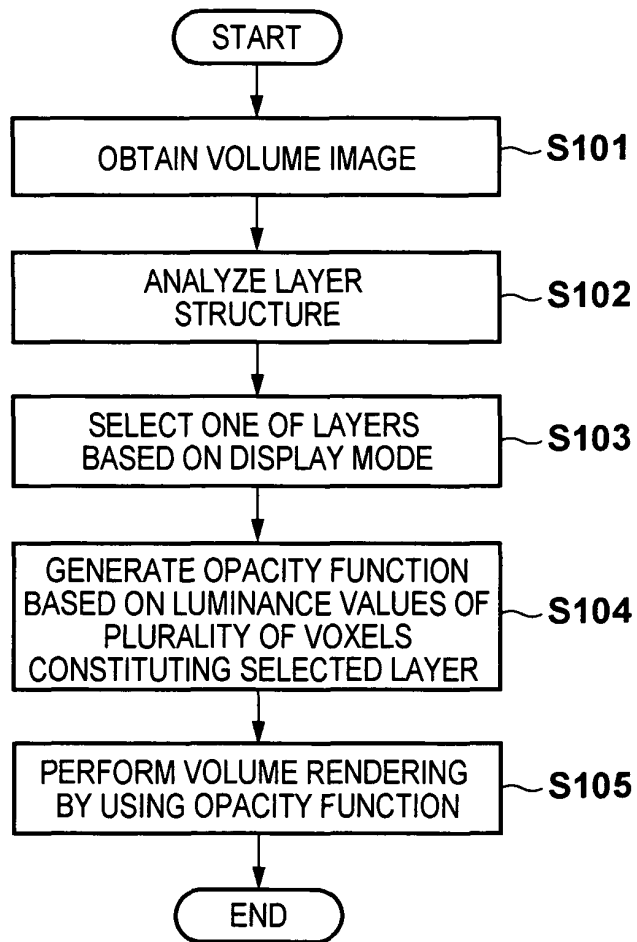 START
OBTAIN VOLUME IMAGE
S101
ANALYZE LAYER
STRUCTURE
S102
SELECT ONE OF LAYERS
BASED ON DISPLAY MODE
S103
GENERATE OPACITY FUNCTION
BASED ON LUMINANCE VALUES OF
PLURALITY OF VOXELS
CONSTITUTING SELECTED LAYER
S104
PERFORM VOLUME RENDERING
BY USING OPACITY FUNCTION
S105
END